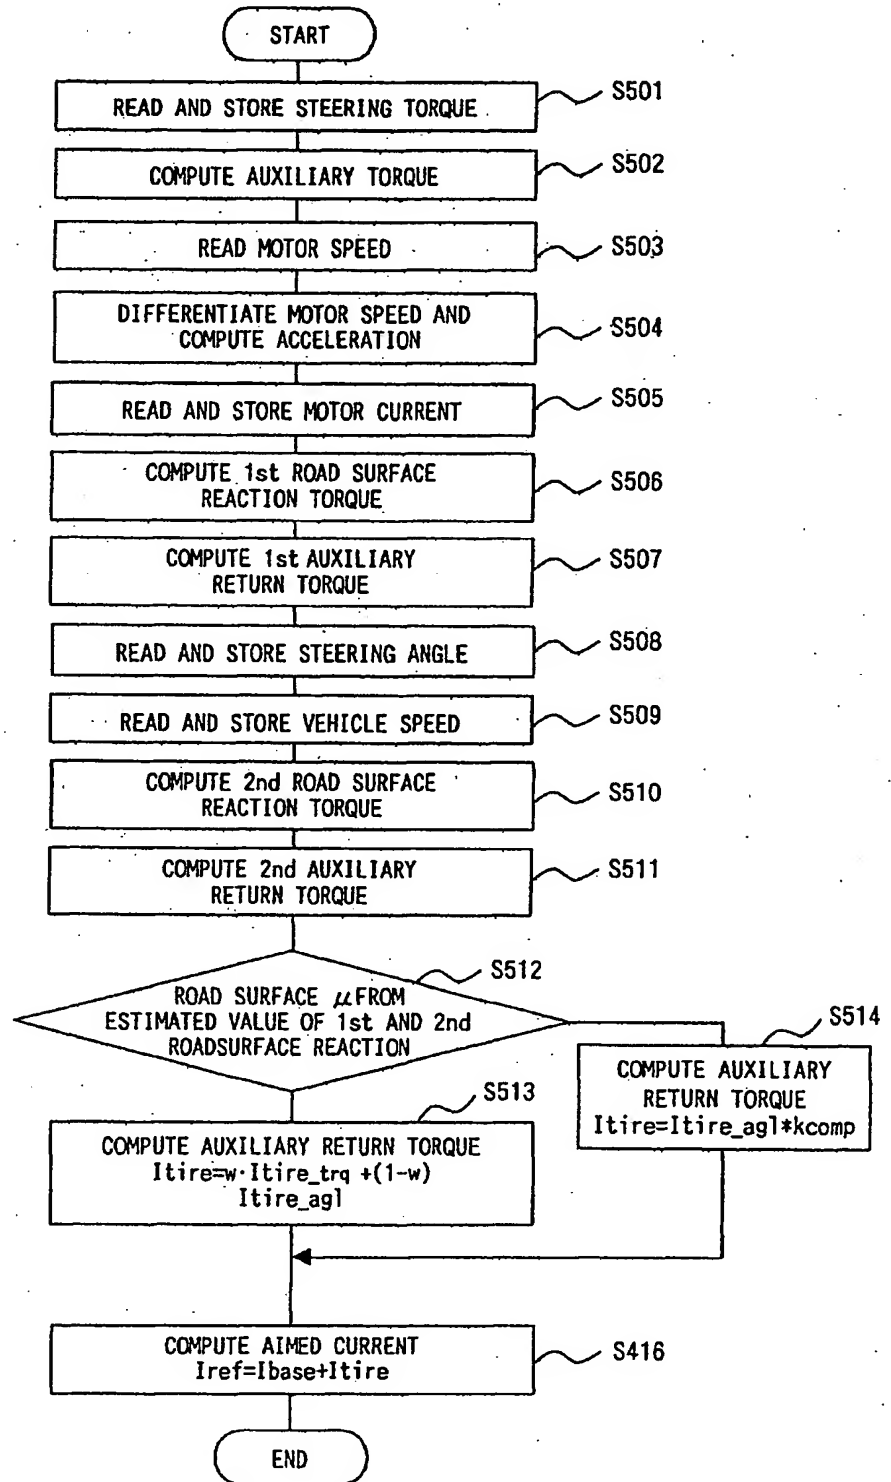 START
READ AND STORE STEERING TORQUE
S501
COMPUTE AUXILIARY TORQUE
S502
READ MOTOR SPEED
S503
DIFFERENTIATE MOTOR SPEED AND
COMPUTE ACCELERATION
S504
READ AND STORE MOTOR CURRENT
S505
COMPUTE 1st ROAD SURFACE
REACTION TORQUE
S506
COMPUTE 1st AUXILIARY
RETURN TORQUE
S507
READ AND STORE STEERING ANGLE
S508
READ AND STORE VEHICLE SPEED
S509
COMPUTE 2nd ROAD SURFACE
REACTION TORQUE
S510
COMPUTE 2nd AUXILIARY
RETURN TORQUE
S511
S512
ROAD SURFACE μ FROM
ESTIMATED VALUE OF 1st AND 2nd
ROADSURFACE REACTION
S514
COMPUTE AUXILIARY
RETURN TORQUE
Itire=Itire_agl*kcomp
S513
COMPUTE AUXILIARY RETURN TORQUE
Itire=w·Itire_trq +(1-w)
Itire_agl
COMPUTE AIMED CURRENT
Iref=Ibase+Itire
S416
END